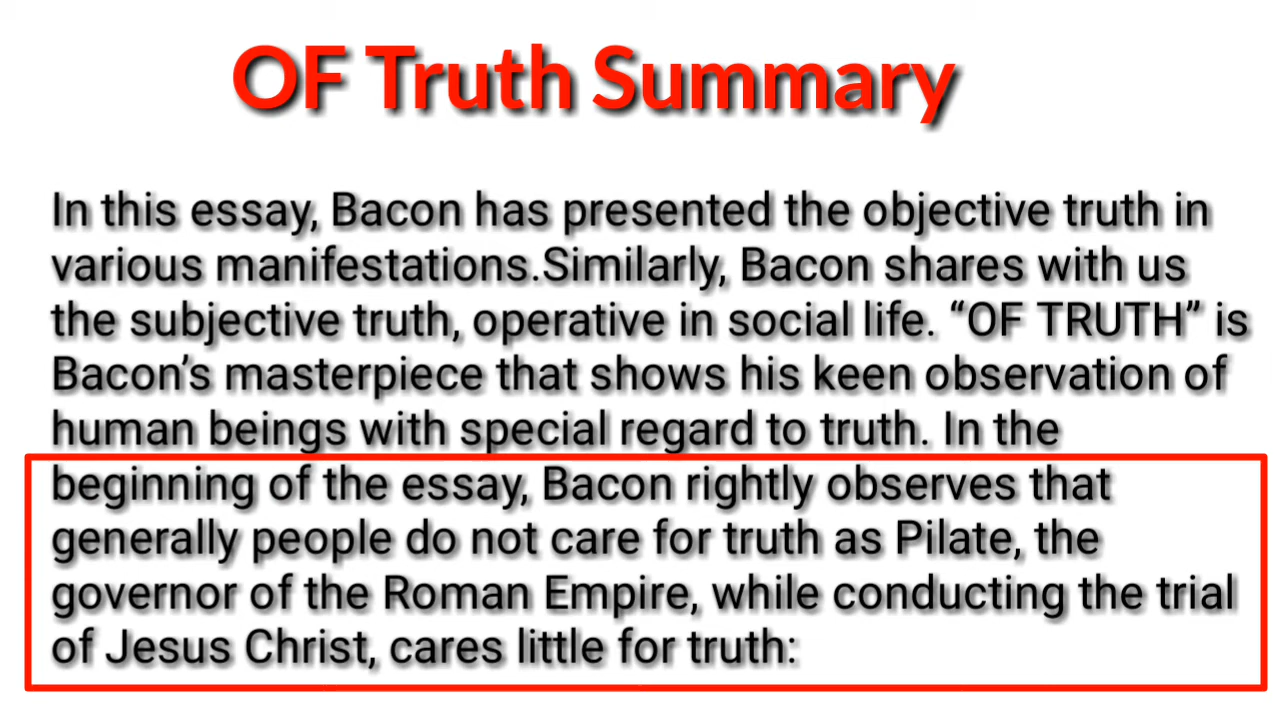 OF Truth Summary
In this essay, Bacon has presented the objective truth in
various manifestations.Similarly, Bacon shares with us
the subjective truth, operative in social life. “OF TRUTH” is
Bacon’s masterpiece that shows his keen observation of
human beings with special regard to truth. In the
beginning of the essay, Bacon rightly observes that
generally people do not care for truth as Pilate, the
governor of the Roman Empire, while conducting the trial
of Jesus Christ, cares little for truth: